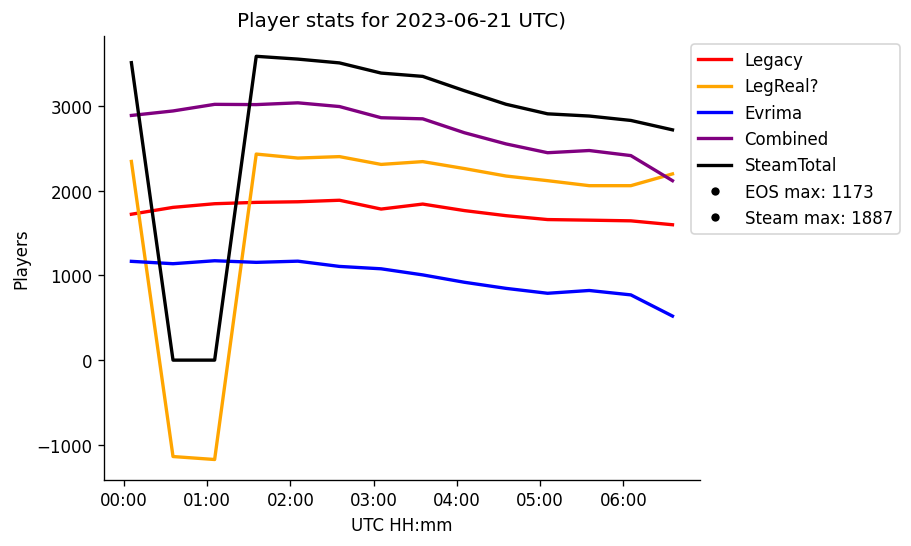 Player stats for 2023-06-21 UTC)
Legacy
LegReal?
Evrima
Combined
SteamTotal
EOS max: 1173
Steam max: 1887
Players
3000
2000
1000
0
−1000
00:00 01:00 02:00 03:00 04:00 05:00 06:00
UTC HH:mm